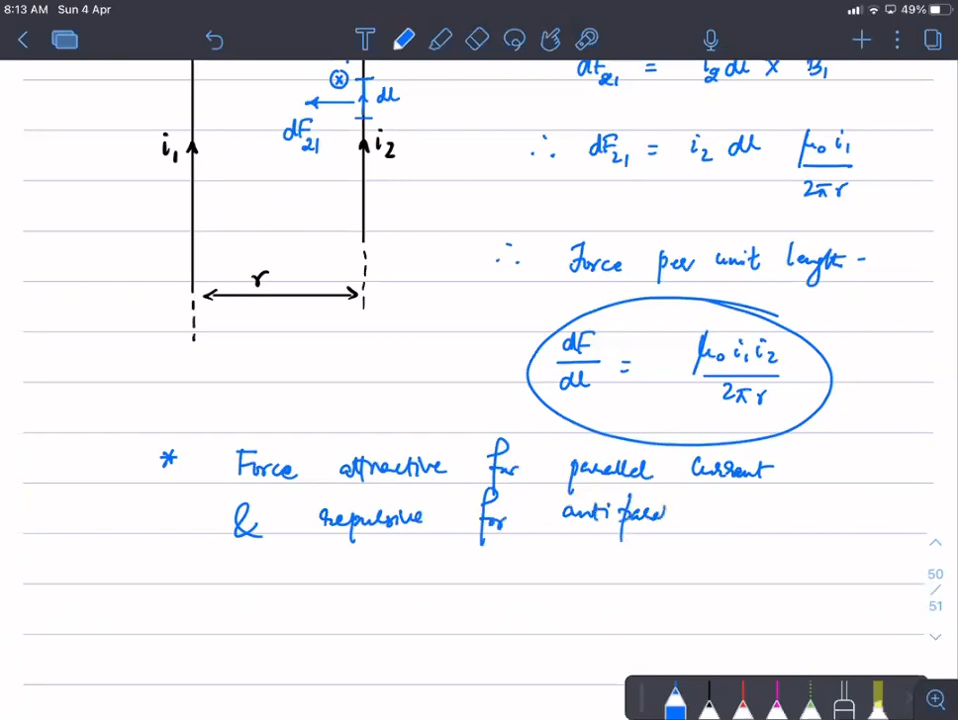 8:13 AM Sun 4 Apr
49%
T
dF₂₁ = i₂ dl × B₁
⊗
dl
dF₂₁
i₁
i₂
∴ dF₂₁ = i₂ dl μ₀ i₁ / 2πr
r
∴ Force per unit length -
dF / dl = μ₀ i₁ i₂ / 2πr
* Force attractive for parallel current
& repulsive for anti paral
50
/
51